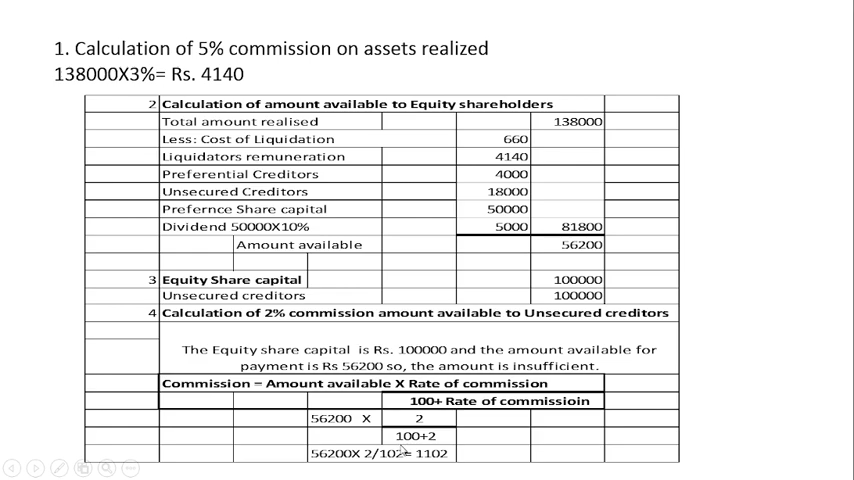 1. Calculation of 5% commission on assets realized
138000X3%= Rs. 4140
2 Calculation of amount available to Equity shareholders
Total amount realised 138000
Less: Cost of Liquidation 660
Liquidators remuneration 4140
Preferential Creditors 4000
Unsecured Creditors 18000
Prefernce Share capital 50000
Dividend 50000X10% 5000 81800
Amount available 56200
3 Equity Share capital 100000
Unsecured creditors 100000
4 Calculation of 2% commission amount available to Unsecured creditors
The Equity share capital is Rs. 100000 and the amount available for
payment is Rs 56200 so, the amount is insufficient.
Commission = Amount available X Rate of commission
100+ Rate of commissioin
56200 X 2
100+2
56200X 2/102= 1102